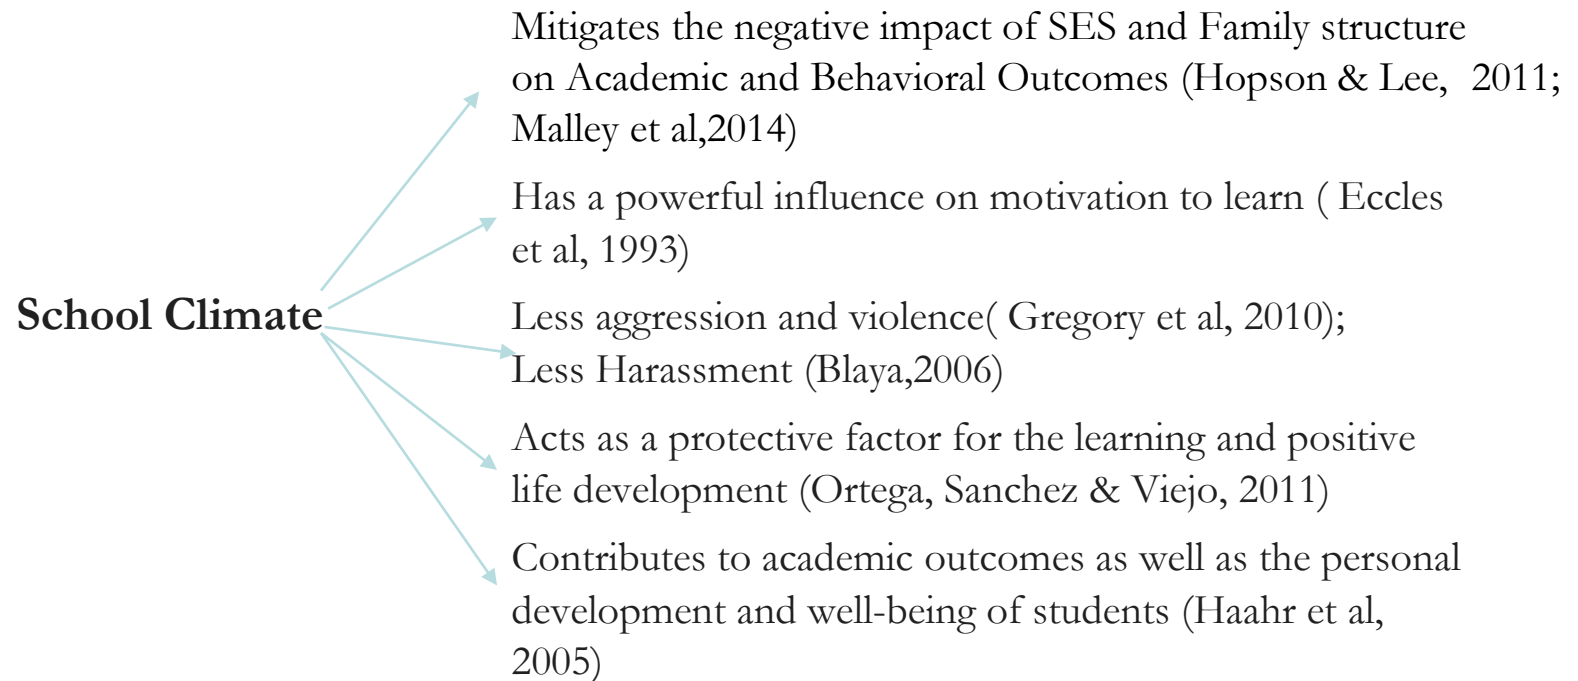 Mitigates the negative impact of SES and Family structure
on Academic and Behavioral Outcomes (Hopson & Lee, 2011;
Malley et al,2014)
Has a powerful influence on motivation to learn ( Eccles
et al, 1993)
School Climate
Less aggression and violence( Gregory et al, 2010);
Less Harassment (Blaya,2006)
Acts as a protective factor for the learning and positive
life development (Ortega, Sanchez & Viejo, 2011)
Contributes to academic outcomes as well as the personal
development and well-being of students (Haahr et al,
2005)